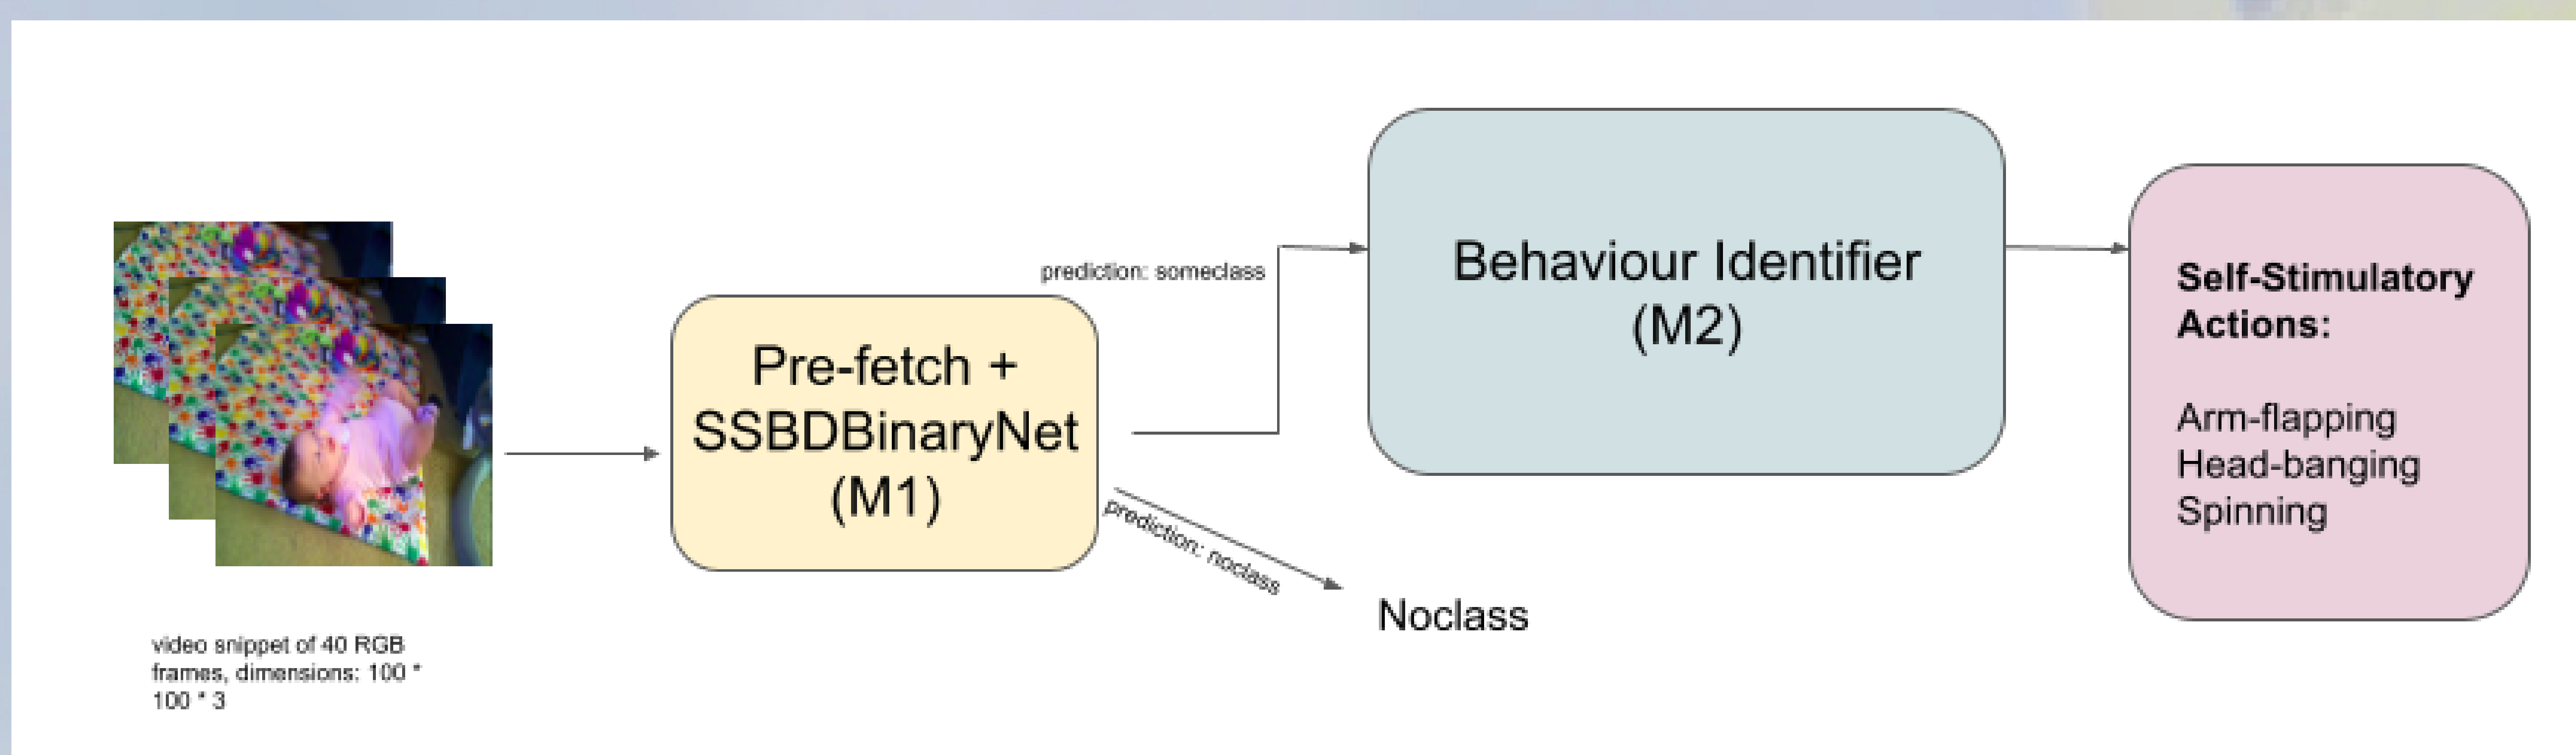 video snippet of 40 RGB
frames, dimensions: 100 *
100 * 3
Pre-fetch +
SSBDBinaryNet
(M1)
prediction: someclass
prediction: noclass
Noclass
Behaviour Identifier
(M2)
Self-Stimulatory
Actions:
Arm-flapping
Head-banging
Spinning